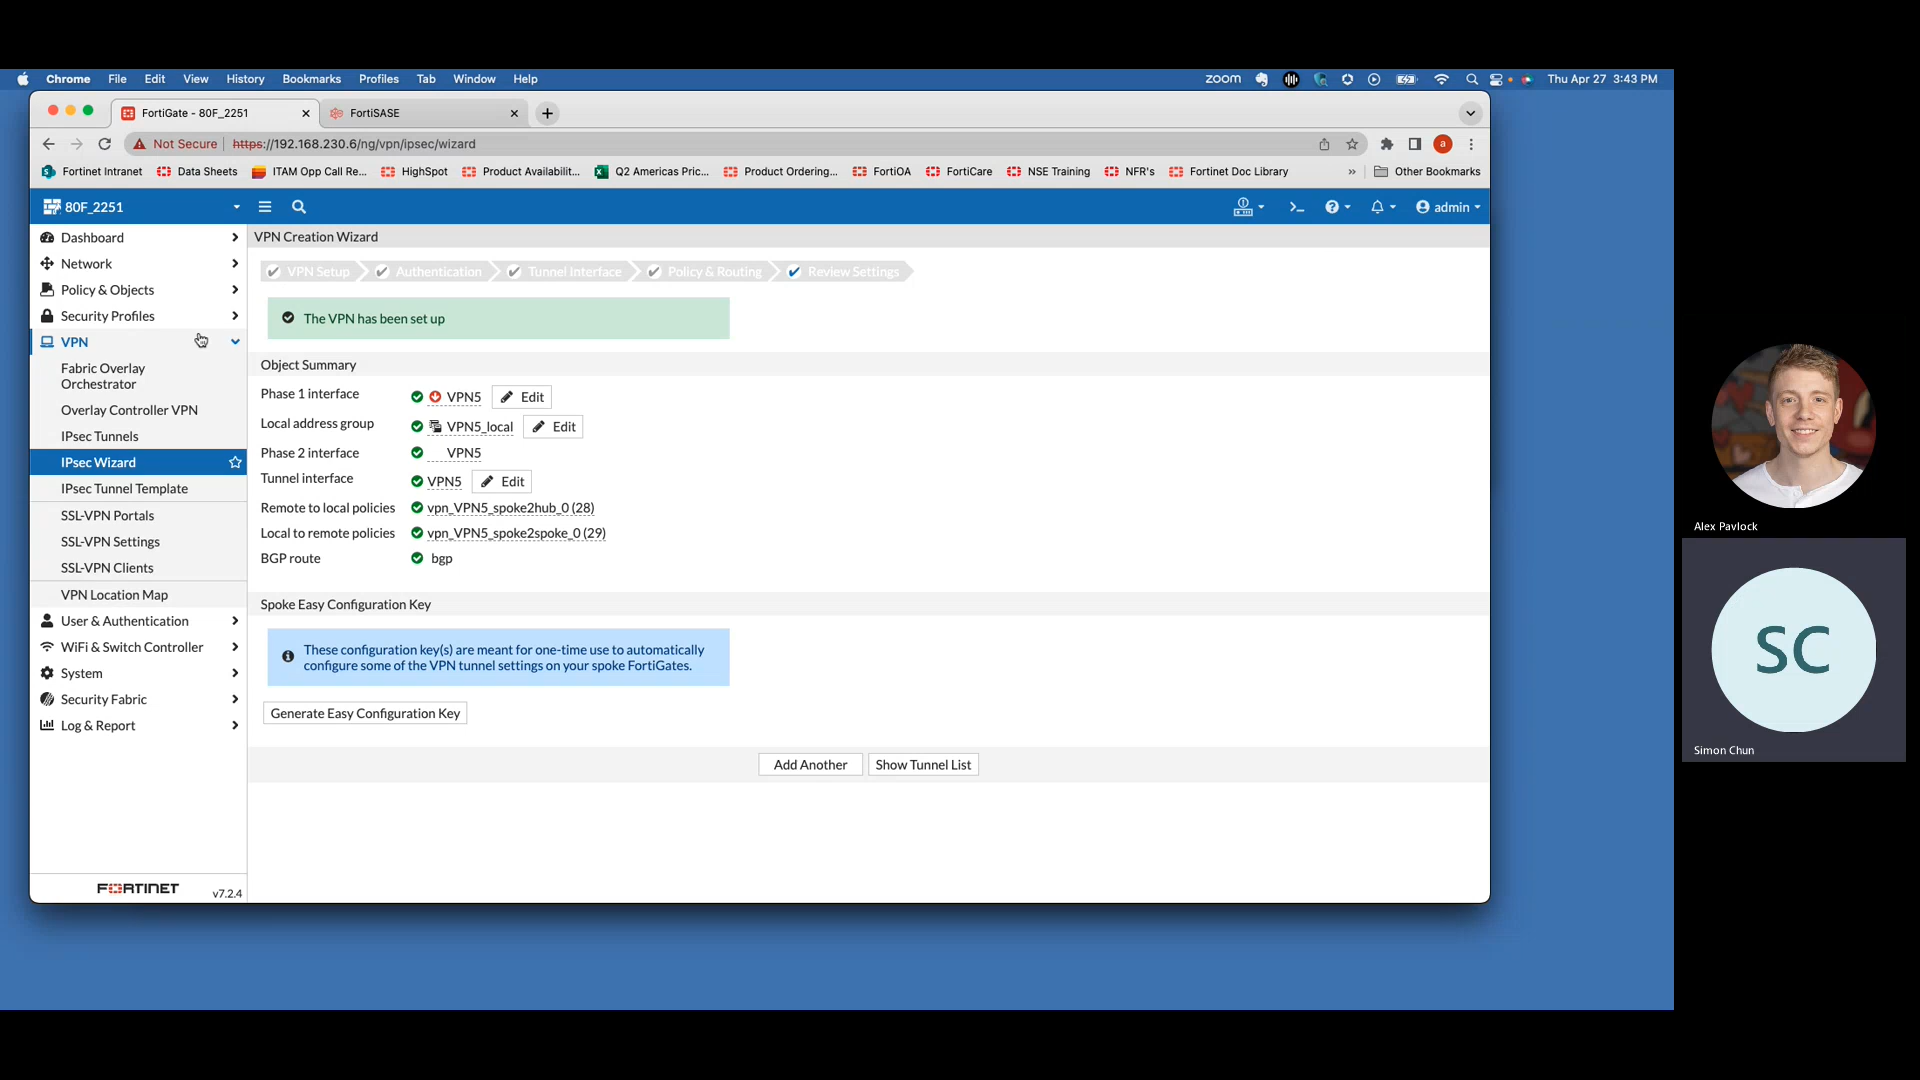 Chrome File Edit View History Bookmarks Profiles Tab Window Help
zoom
Thu Apr 27 3:43 PM
FortiGate - 80F_2251
FortiSASE
Not Secure https://192.168.230.6/ng/vpn/ipsec/wizard
a
Fortinet Intranet Data Sheets ITAM Opp Call Re... HighSpot Product Availabilit... Q2 Americas Pric... Product Ordering... FortiOA FortiCare NSE Training NFR's Fortinet Doc Library » Other Bookmarks
80F_2251
admin
Dashboard
Network
Policy & Objects
Security Profiles
VPN
Fabric Overlay
Orchestrator
Overlay Controller VPN
IPsec Tunnels
IPsec Wizard
IPsec Tunnel Template
SSL-VPN Portals
SSL-VPN Settings
SSL-VPN Clients
VPN Location Map
User & Authentication
WiFi & Switch Controller
System
Security Fabric
Log & Report
FORTINET
v7.2.4
VPN Creation Wizard
VPN Setup Authentication Tunnel Interface Policy & Routing Review Settings
The VPN has been set up
Object Summary
Phase 1 interface VPN5 Edit
Local address group VPN5_local Edit
Phase 2 interface VPN5
Tunnel interface VPN5 Edit
Remote to local policies vpn_VPN5_spoke2hub_0 (28)
Local to remote policies vpn_VPN5_spoke2spoke_0 (29)
BGP route bgp
Spoke Easy Configuration Key
These configuration key(s) are meant for one-time use to automatically
configure some of the VPN tunnel settings on your spoke FortiGates.
Generate Easy Configuration Key
Add Another Show Tunnel List
Alex Pavlock
SC
Simon Chun